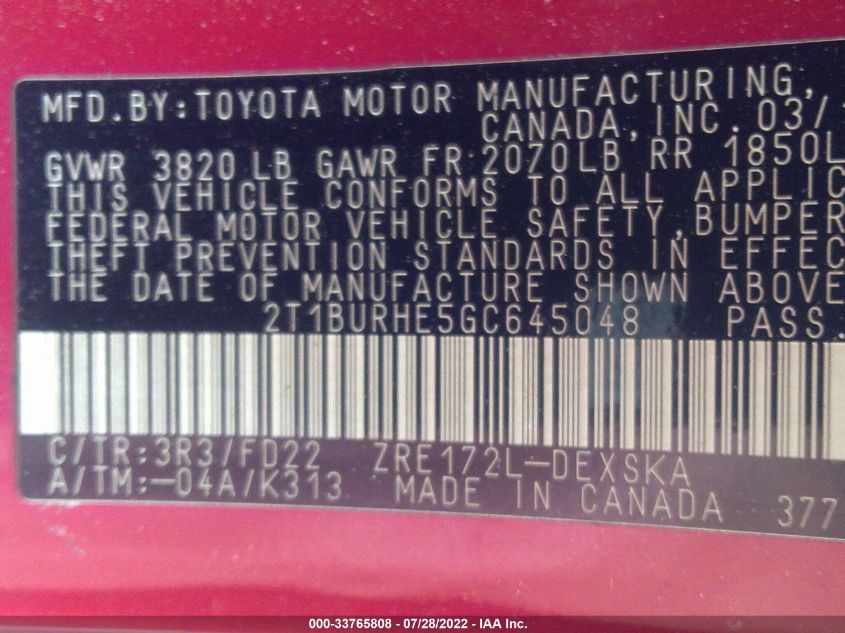 MFD.BY:TOYOTA MOTOR MANUFACTURING,
CANADA,INC. 03/
GVWR 3820 LB GAWR FR 2070LB RR 1850L
THIS VEHICLE CONFORMS TO ALL APPLIC
FEDERAL MOTOR VEHICLE SAFETY,BUMPER
THEFT PREVENTION STANDARDS IN EFFEC
THE DATE OF MANUFACTURE SHOWN ABOVE
2T1BURHE5GC645048 PASS.
C/TR:3R3/FD22 ZRE172L-DEXSKA
A/TM:-04A/K313 MADE IN CANADA 377
000-33765808 - 07/28/2022 - IAA Inc.